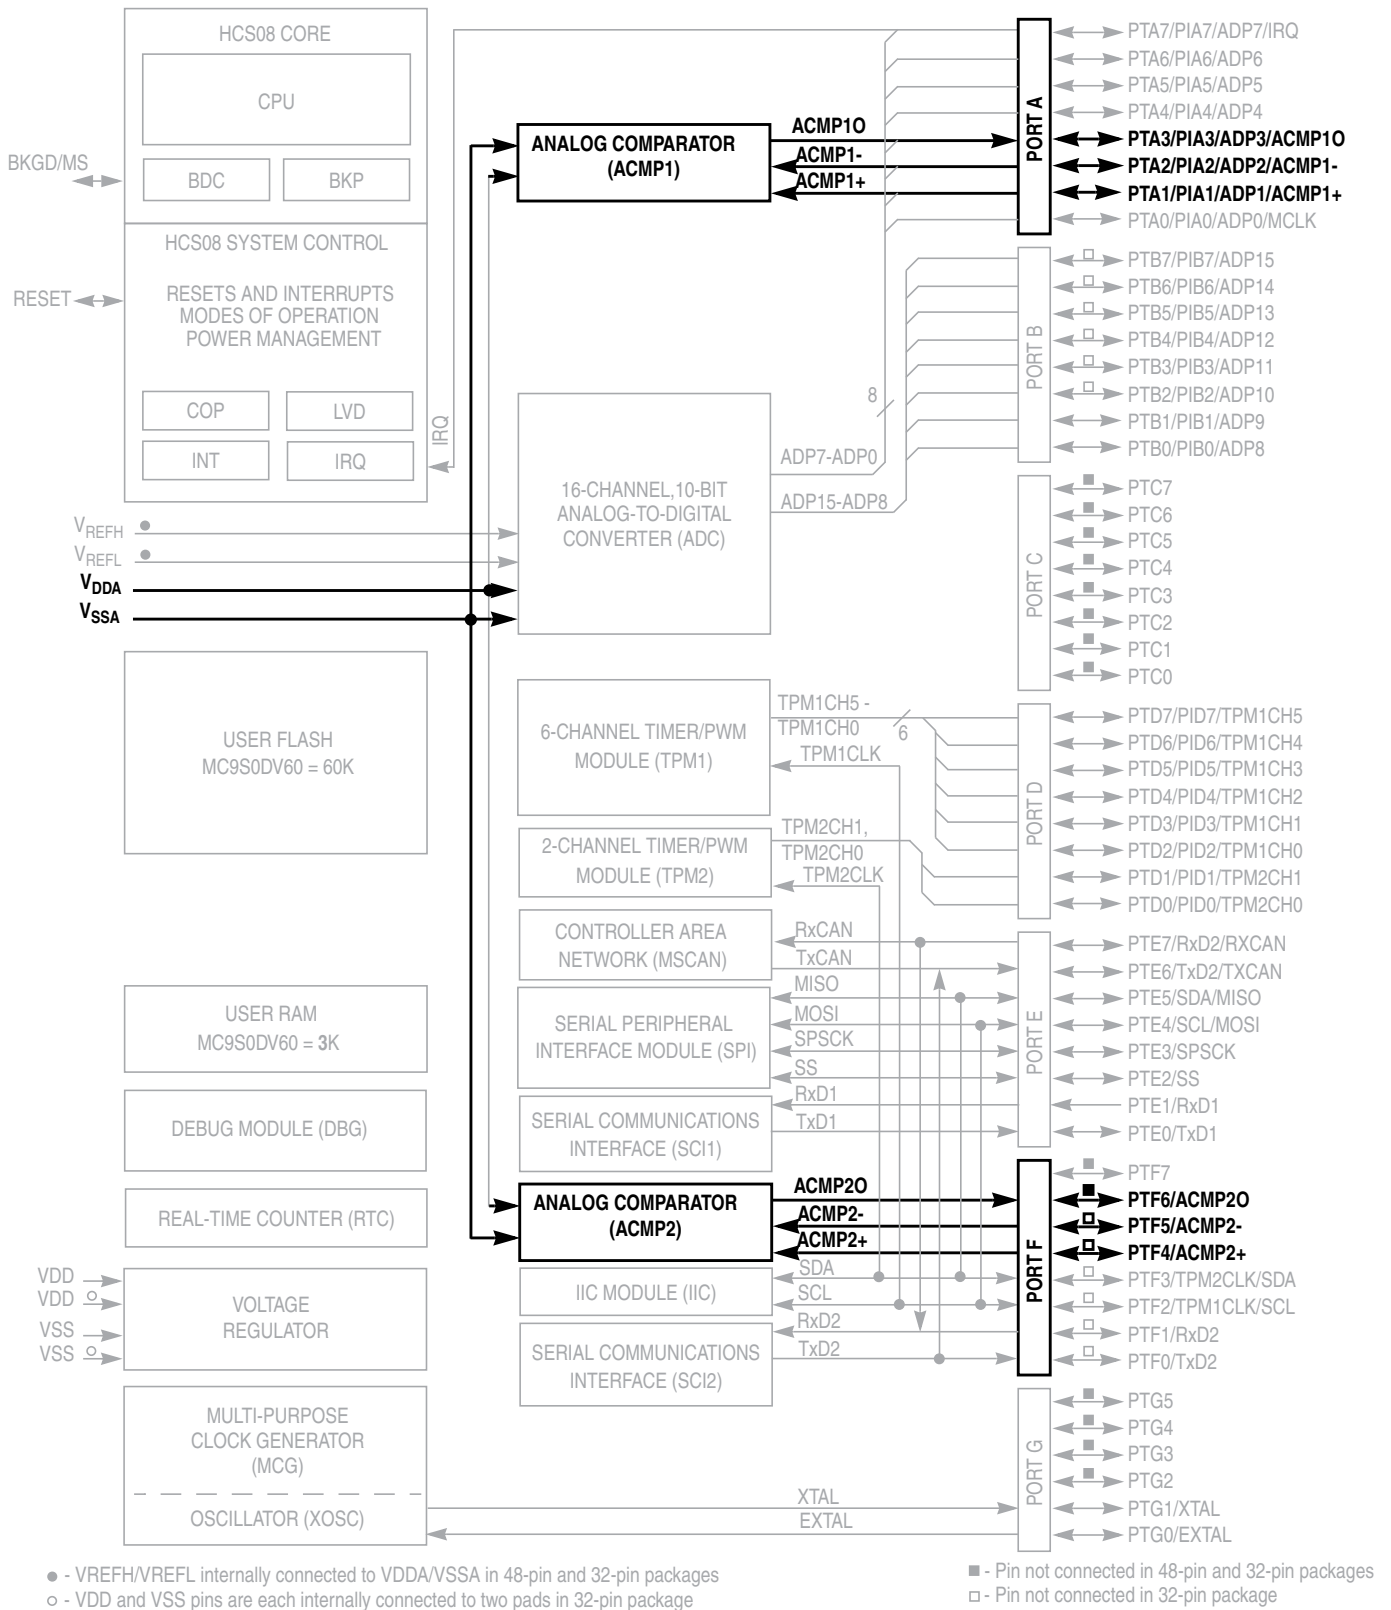 HCS08 CORE
CPU
BDC
BKP
BKGD/MS
HCS08 SYSTEM CONTROL
RESETS AND INTERRUPTS
MODES OF OPERATION
POWER MANAGEMENT
RESET
COP
LVD
INT
IRQ
IRQ
VREFH
VREFL
VDDA
VSSA
USER FLASH
MC9S0DV60 = 60K
USER RAM
MC9S0DV60 = 3K
DEBUG MODULE (DBG)
REAL-TIME COUNTER (RTC)
VDD
VDD
VSS
VSS
VOLTAGE
REGULATOR
MULTI-PURPOSE
CLOCK GENERATOR
(MCG)
OSCILLATOR (XOSC)
ANALOG COMPARATOR
(ACMP1)
ACMP1O
ACMP1-
ACMP1+
16-CHANNEL,10-BIT
ANALOG-TO-DIGITAL
CONVERTER (ADC)
8
ADP7-ADP0
ADP15-ADP8
6-CHANNEL TIMER/PWM
MODULE (TPM1)
TPM1CH5 -
TPM1CH0
6
TPM1CLK
2-CHANNEL TIMER/PWM
MODULE (TPM2)
TPM2CH1,
TPM2CH0
TPM2CLK
CONTROLLER AREA
NETWORK (MSCAN)
RxCAN
TxCAN
SERIAL PERIPHERAL
INTERFACE MODULE (SPI)
MISO
MOSI
SPSCK
SS
SERIAL COMMUNICATIONS
INTERFACE (SCI1)
RxD1
TxD1
ANALOG COMPARATOR
(ACMP2)
ACMP2O
ACMP2-
ACMP2+
IIC MODULE (IIC)
SDA
SCL
SERIAL COMMUNICATIONS
INTERFACE (SCI2)
RxD2
TxD2
XTAL
EXTAL
PORT A
PTA7/PIA7/ADP7/IRQ
PTA6/PIA6/ADP6
PTA5/PIA5/ADP5
PTA4/PIA4/ADP4
PTA3/PIA3/ADP3/ACMP1O
PTA2/PIA2/ADP2/ACMP1-
PTA1/PIA1/ADP1/ACMP1+
PTA0/PIA0/ADP0/MCLK
PORT B
PTB7/PIB7/ADP15
PTB6/PIB6/ADP14
PTB5/PIB5/ADP13
PTB4/PIB4/ADP12
PTB3/PIB3/ADP11
PTB2/PIB2/ADP10
PTB1/PIB1/ADP9
PTB0/PIB0/ADP8
PORT C
PTC7
PTC6
PTC5
PTC4
PTC3
PTC2
PTC1
PTC0
PORT D
PTD7/PID7/TPM1CH5
PTD6/PID6/TPM1CH4
PTD5/PID5/TPM1CH3
PTD4/PID4/TPM1CH2
PTD3/PID3/TPM1CH1
PTD2/PID2/TPM1CH0
PTD1/PID1/TPM2CH1
PTD0/PID0/TPM2CH0
PORT E
PTE7/RxD2/RXCAN
PTE6/TxD2/TXCAN
PTE5/SDA/MISO
PTE4/SCL/MOSI
PTE3/SPSCK
PTE2/SS
PTE1/RxD1
PTE0/TxD1
PORT F
PTF7
PTF6/ACMP2O
PTF5/ACMP2-
PTF4/ACMP2+
PTF3/TPM2CLK/SDA
PTF2/TPM1CLK/SCL
PTF1/RxD2
PTF0/TxD2
PORT G
PTG5
PTG4
PTG3
PTG2
PTG1/XTAL
PTG0/EXTAL
● - VREFH/VREFL internally connected to VDDA/VSSA in 48-pin and 32-pin packages
○ - VDD and VSS pins are each internally connected to two pads in 32-pin package
■ - Pin not connected in 48-pin and 32-pin packages
□ - Pin not connected in 32-pin package